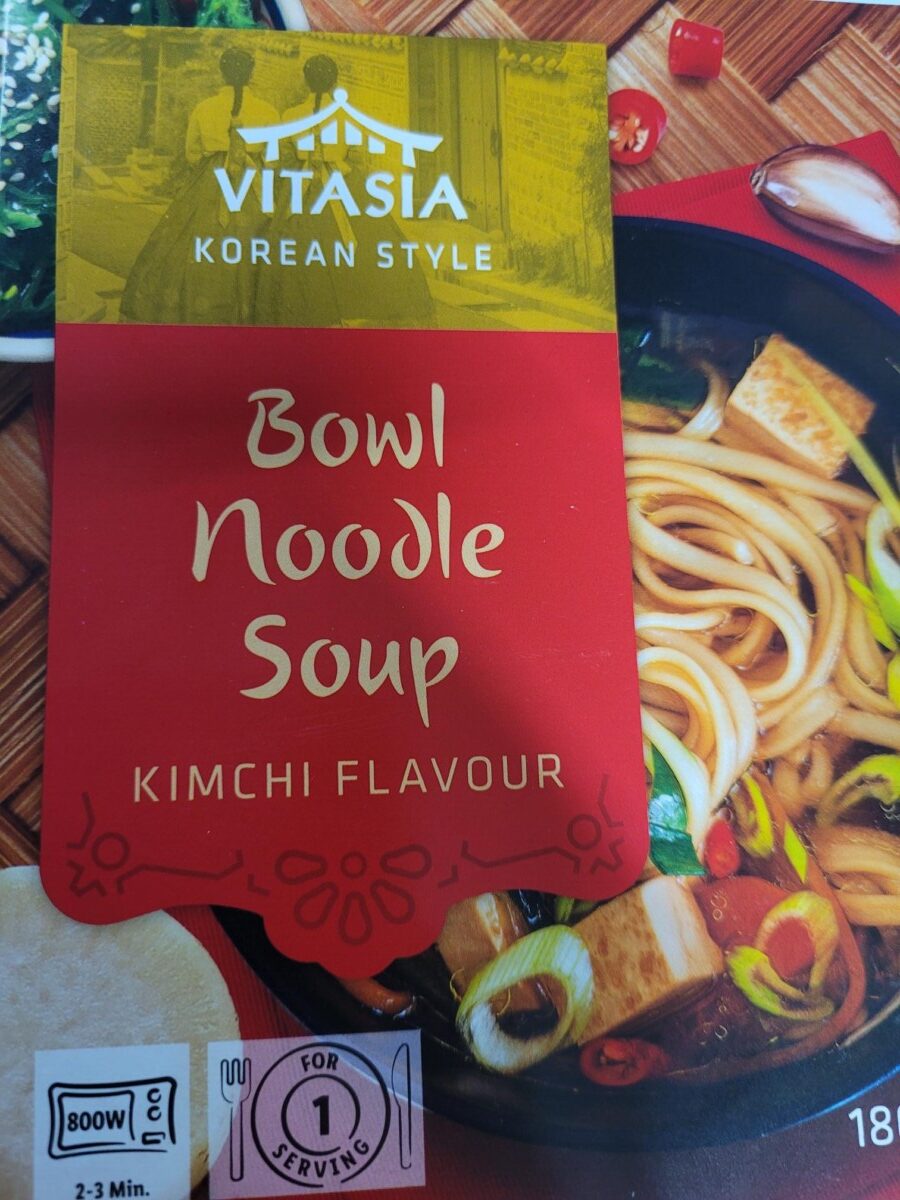 VITASIA
KOREAN STYLE
Bowl
Noodle
Soup
KIMCHI FLAVOUR
800W
2-3 Min.
FOR
1
SERVING